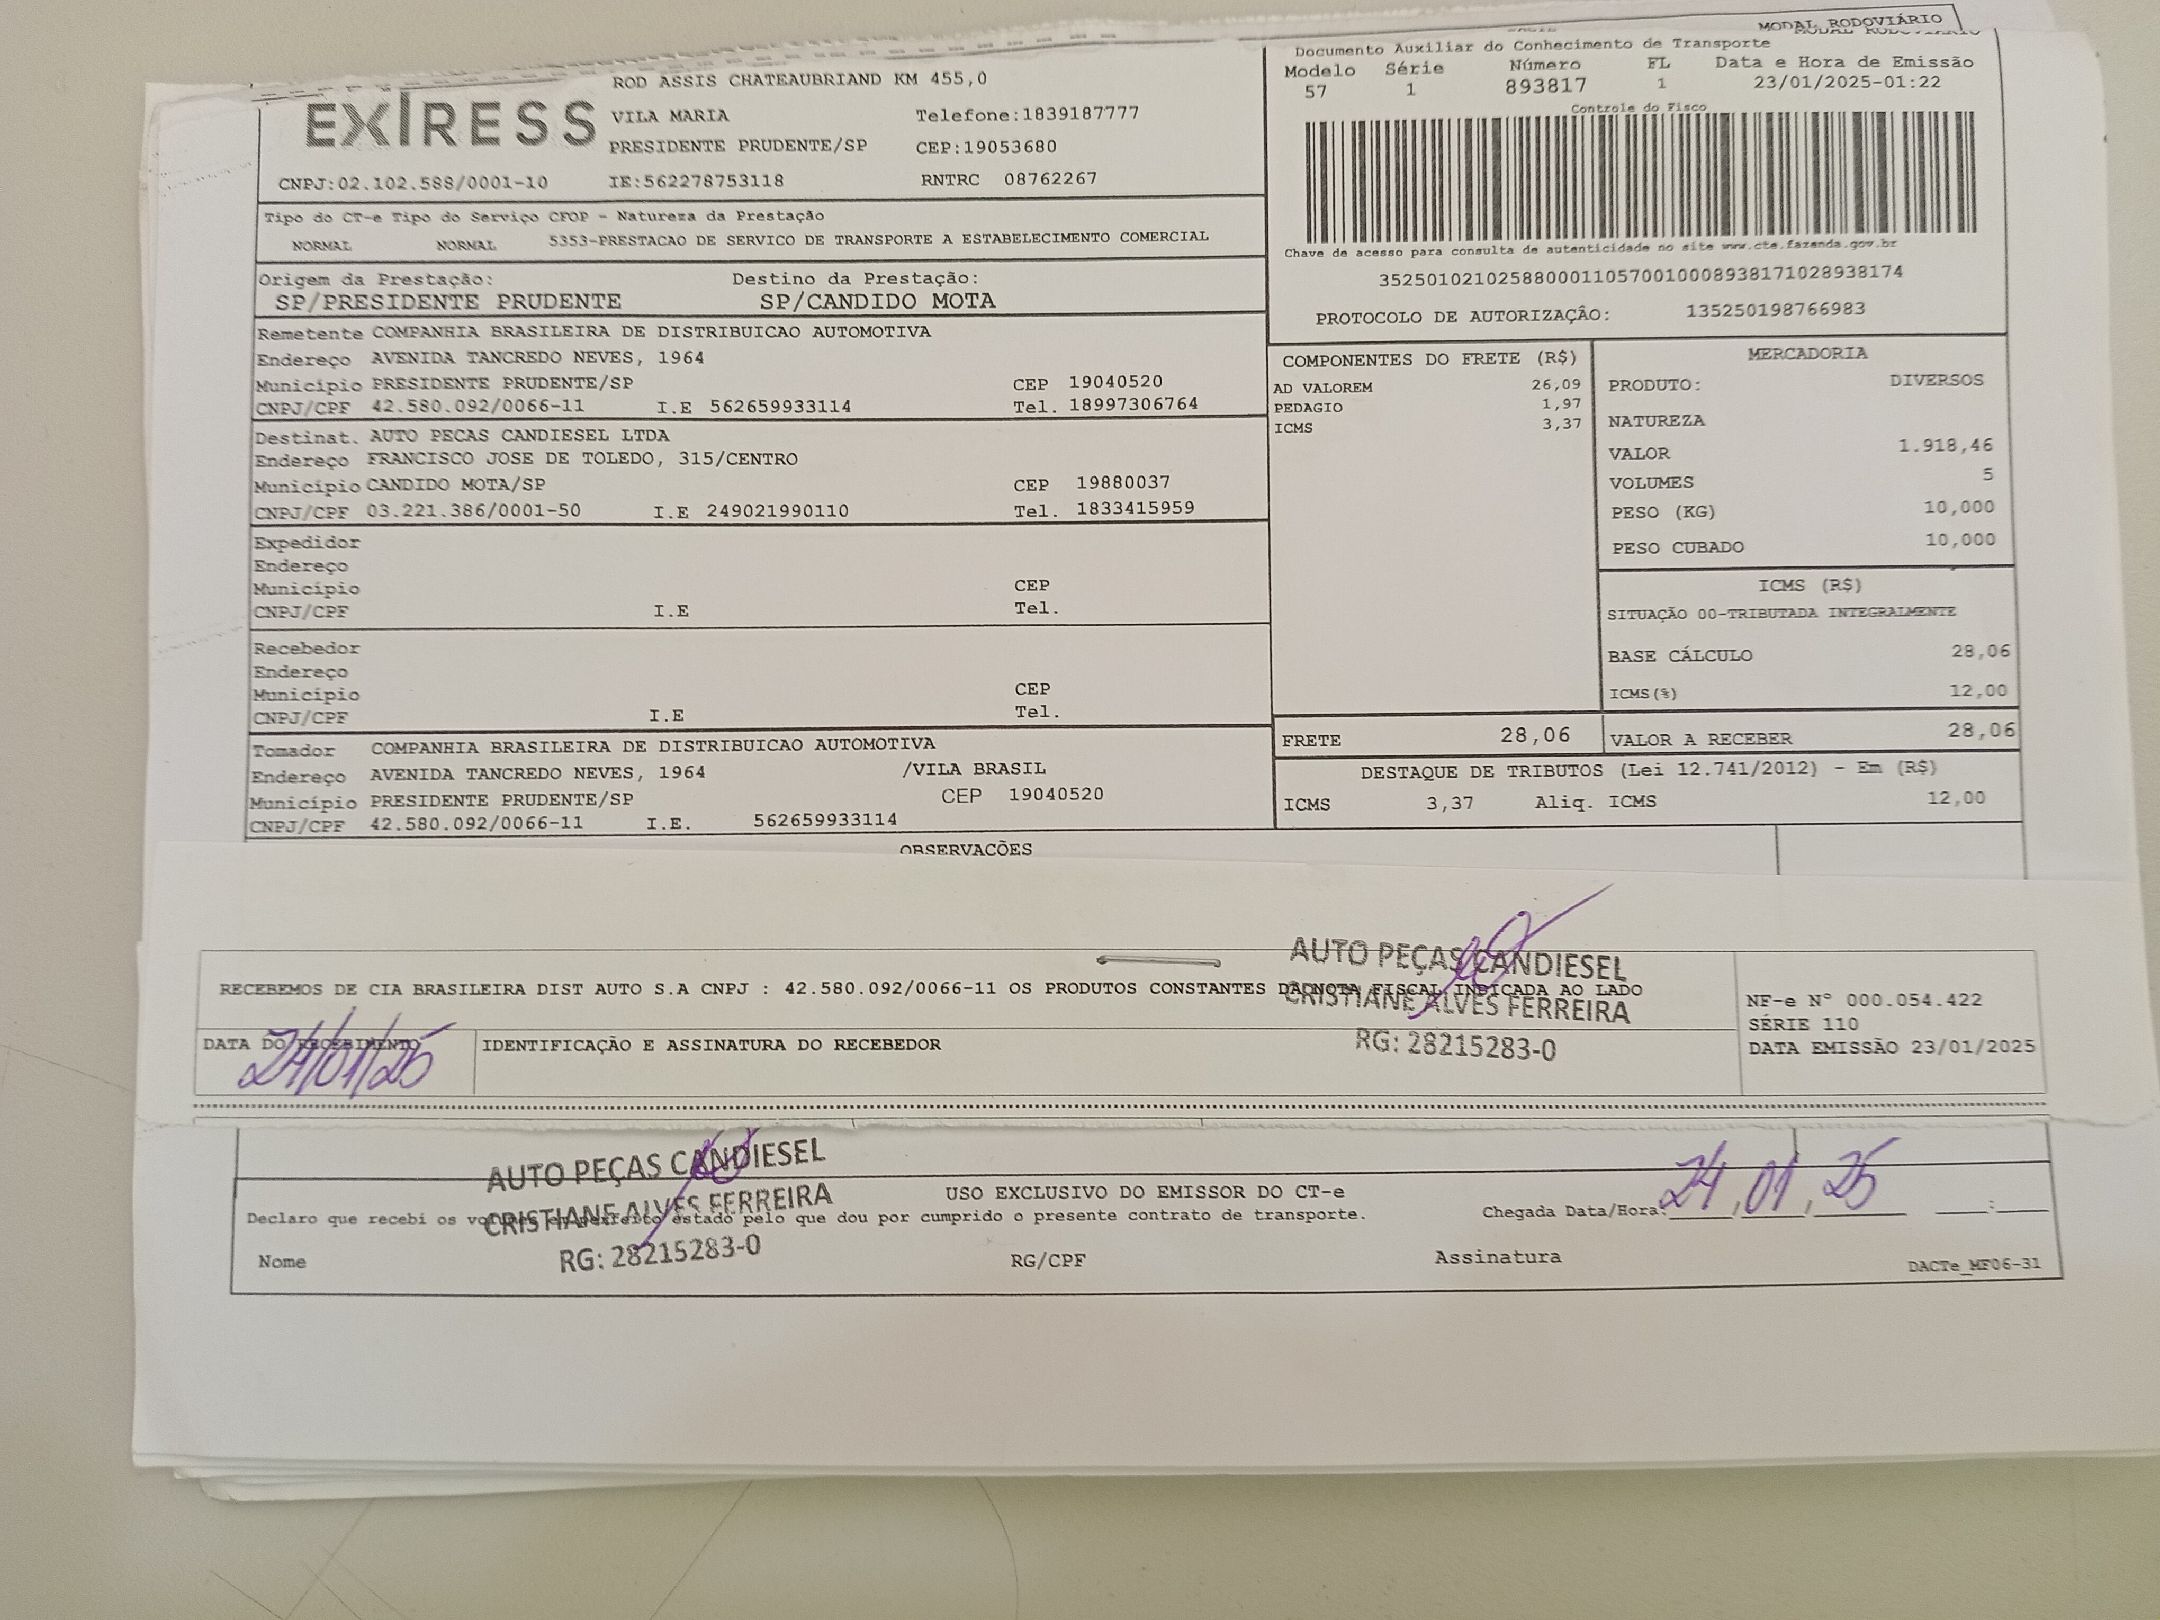 MODAL RODOVIÁRIO
Documento Auxiliar do Conhecimento de Transporte
Modelo Série Número FL Data e Hora de Emissão
57 1 893817 1 23/01/2025-01:22
Controle do Fisco
ROD ASSIS CHATEAUBRIAND KM 455,0
EXPRESS
VILA MARIA Telefone:1839187777
PRESIDENTE PRUDENTE/SP CEP:19053680
CNPJ:02.102.588/0001-10 IE:562278753118 RNTRC 08762267
Tipo do CT-e Tipo do Serviço CFOP - Natureza da Prestação
NORMAL NORMAL 5353-PRESTACAO DE SERVICO DE TRANSPORTE A ESTABELECIMENTO COMERCIAL
Chave de acesso para consulta de autenticidade no site www.cte.fazenda.gov.br
35250102102588000110570010008938171028938174
PROTOCOLO DE AUTORIZAÇÃO: 135250198766983
Origem da Prestação: Destino da Prestação:
SP/PRESIDENTE PRUDENTE SP/CANDIDO MOTA
Remetente COMPANHIA BRASILEIRA DE DISTRIBUICAO AUTOMOTIVA
Endereço AVENIDA TANCREDO NEVES, 1964
Município PRESIDENTE PRUDENTE/SP CEP 19040520
CNPJ/CPF 42.580.092/0066-11 I.E 562659933114 Tel. 18997306764
Destinat. AUTO PECAS CANDIESEL LTDA
Endereço FRANCISCO JOSE DE TOLEDO, 315/CENTRO
Município CANDIDO MOTA/SP CEP 19880037
CNPJ/CPF 03.221.386/0001-50 I.E 249021990110 Tel. 1833415959
Expedidor
Endereço
Município CEP
CNPJ/CPF I.E Tel.
Recebedor
Endereço
Município CEP
CNPJ/CPF I.E Tel.
Tomador COMPANHIA BRASILEIRA DE DISTRIBUICAO AUTOMOTIVA
Endereço AVENIDA TANCREDO NEVES, 1964 /VILA BRASIL
Município PRESIDENTE PRUDENTE/SP CEP 19040520
CNPJ/CPF 42.580.092/0066-11 I.E. 562659933114
COMPONENTES DO FRETE (R$)
AD VALOREM 26,09
PEDAGIO 1,97
ICMS 3,37
MERCADORIA
PRODUTO: DIVERSOS
NATUREZA
VALOR 1.918,46
VOLUMES 5
PESO (KG) 10,000
PESO CUBADO 10,000
ICMS (R$)
SITUAÇÃO 00-TRIBUTADA INTEGRALMENTE
BASE CÁLCULO 28,06
ICMS(%) 12,00
FRETE 28,06 VALOR A RECEBER 28,06
DESTAQUE DE TRIBUTOS (Lei 12.741/2012) - Em (R$)
ICMS 3,37 Aliq. ICMS 12,00
OBSERVAÇÕES
AUTO PEÇAS CANDIESEL
CRISTIANE ALVES FERREIRA
RG: 28215283-0
RECEBEMOS DE CIA BRASILEIRA DIST AUTO S.A CNPJ : 42.580.092/0066-11 OS PRODUTOS CONSTANTES DA NOTA FISCAL INDICADA AO LADO
NF-e N° 000.054.422
SÉRIE 110
DATA EMISSÃO 23/01/2025
DATA DO RECEBIMENTO IDENTIFICAÇÃO E ASSINATURA DO RECEBEDOR
24/01/25
AUTO PEÇAS CANDIESEL
CRISTIANE ALVES FERREIRA
RG: 28215283-0
USO EXCLUSIVO DO EMISSOR DO CT-e
Declaro que recebi os volumes em perfeito estado pelo que dou por cumprido o presente contrato de transporte. Chegada Data/Hora: 24 01 25
Nome RG/CPF Assinatura DACTe_MF06-31